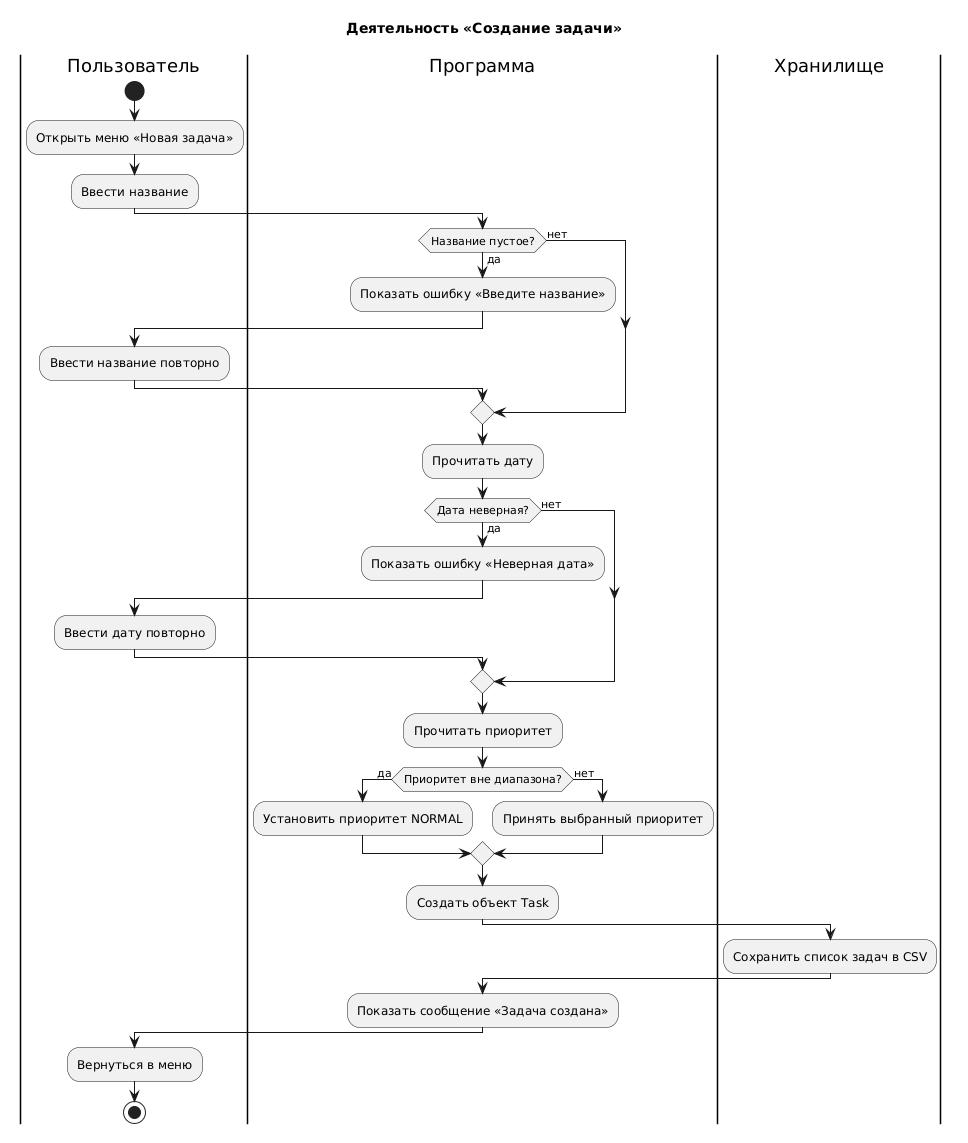 Деятельность «Создание задачи»
Пользователь
Программа
Хранилище
Открыть меню «Новая задача»
Ввести название
Название пустое?
нет
да
Показать ошибку «Введите название»
Ввести название повторно
Прочитать дату
Дата неверная?
нет
да
Показать ошибку «Неверная дата»
Ввести дату повторно
Прочитать приоритет
да
Приоритет вне диапазона?
нет
Установить приоритет NORMAL
Принять выбранный приоритет
Создать объект Task
Сохранить список задач в CSV
Показать сообщение «Задача создана»
Вернуться в меню